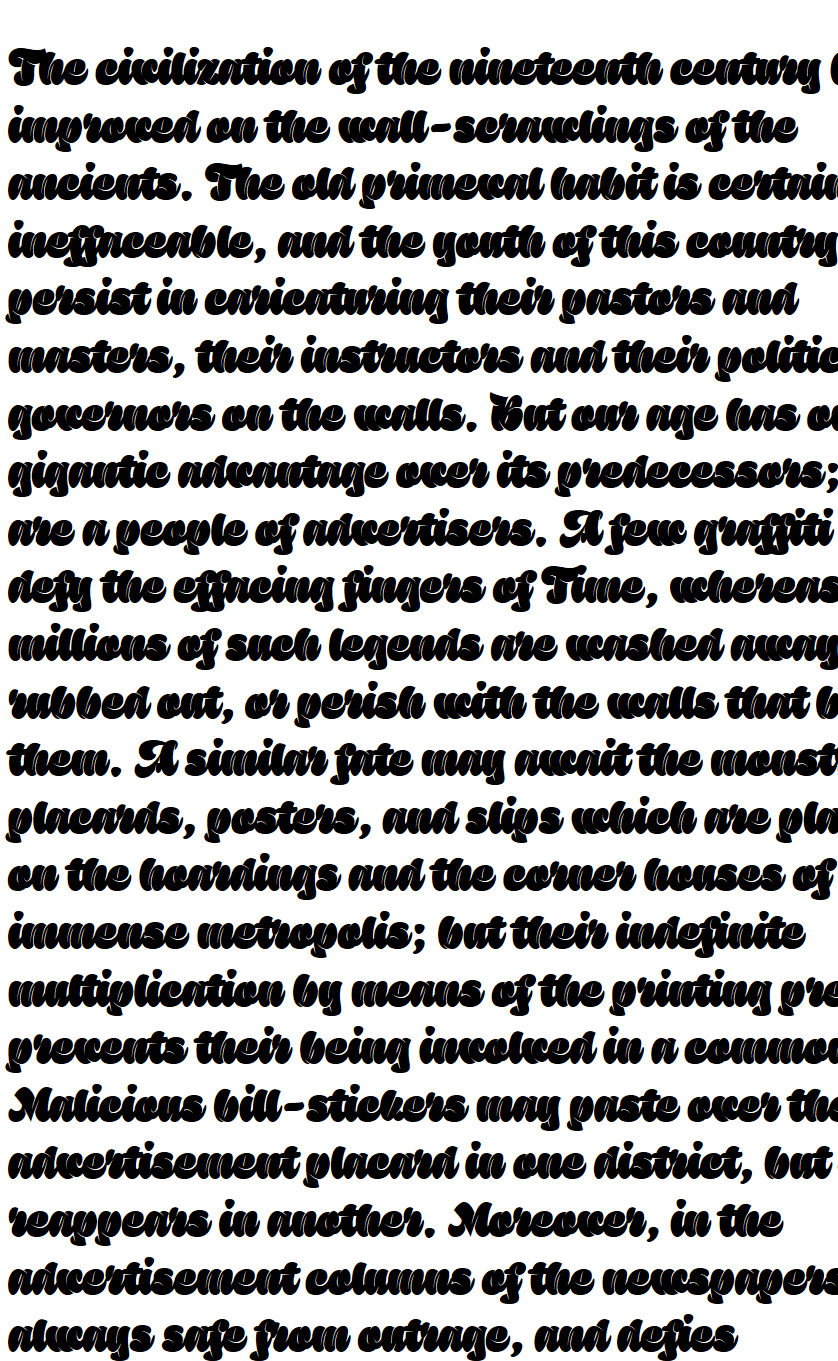 The civilization of the nineteenth century
improved on the wall-scrawlings of the
ancients. The old primeval habit is certain
ineffaceable, and the youth of this country
persist in caricaturing their pastors and
masters, their instructors and their politic
governors on the walls. But our age has
gigantic advantage over its predecessors;
are a people of advertisers. A few graffiti
defy the effacing fingers of Time, whereas
millions of such legends are washed away
rubbed out, or perish with the walls that
them. A similar fate may await the monst
placards, posters, and slips which are pla
on the hoardings and the corner houses of
immense metropolis; but their indefinite
multiplication by means of the printing pre
prevents their being involved in a common
Malicious bill-stickers may paste over the
advertisement placard in one district, but
reappears in another. Moreover, in the
advertisement columns of the newspapers
always safe from outrage, and defies